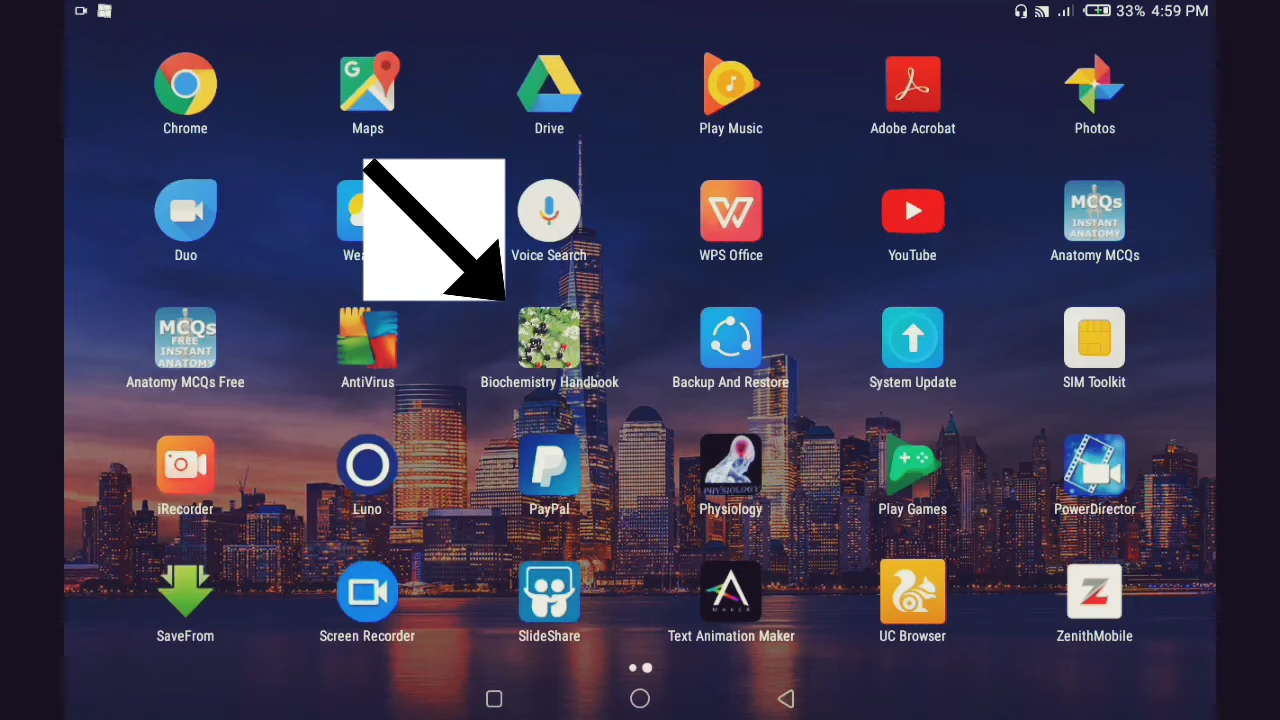 33% 4:59 PM
G
Chrome
Maps
Drive
Play Music
Adobe Acrobat
Photos
MCQs
INSTANT
ANATOMY
Duo
Wea
Voice Search
WPS Office
YouTube
Anatomy MCQs
MCQs
FREE
INSTANT
ANATOMY
Anatomy MCQs Free
AntiVirus
Biochemistry Handbook
Backup And Restore
System Update
SIM Toolkit
PHYSIOLOGY
iRecorder
Luno
PayPal
Physiology
Play Games
PowerDirector
MAKER
SaveFrom
Screen Recorder
SlideShare
Text Animation Maker
UC Browser
ZenithMobile